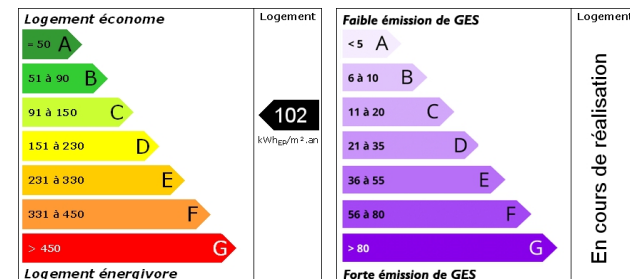 Logement économe
Logement
= 50 A
51 à 90 B
91 à 150 C
102
kWhEP/m².an
151 à 230 D
231 à 330 E
331 à 450 F
> 450 G
Logement énergivore
Faible émission de GES
Logement
< 5 A
6 à 10 B
11 à 20 C
21 à 35 D
36 à 55 E
56 à 80 F
> 80 G
Forte émission de GES
En cours de réalisation